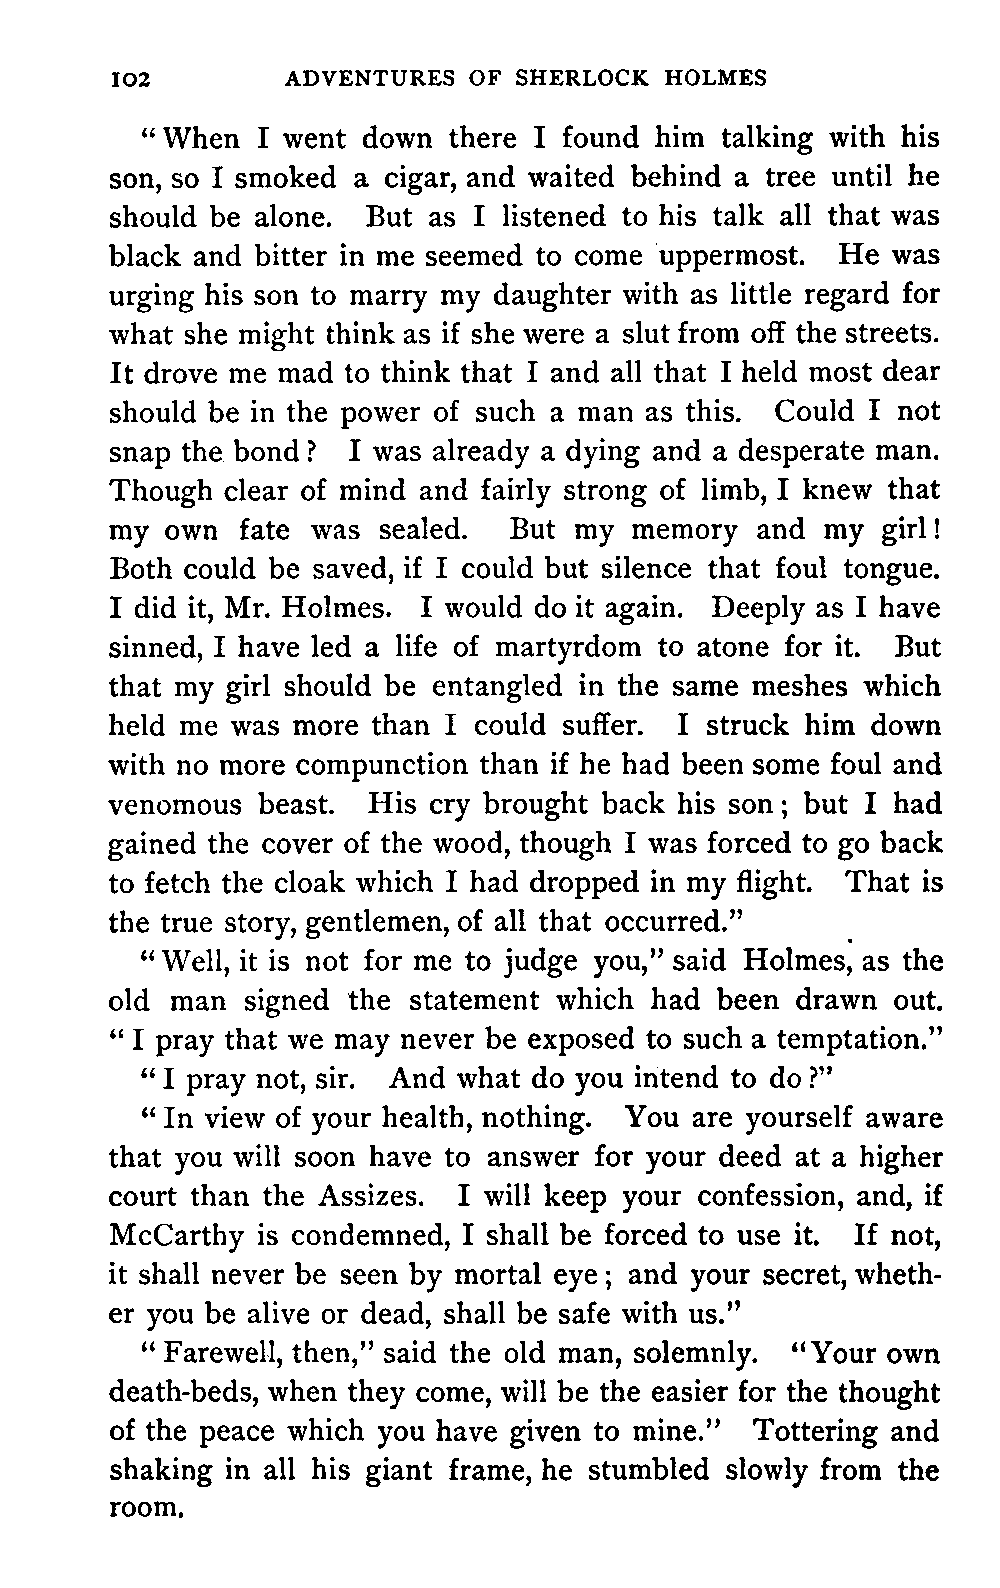 102 ADVENTURES OF SHERLOCK HOLMES
“When I went down there I found him talking with his
son, so I smoked a cigar, and waited behind a tree until he
should be alone. But as I listened to his talk all that was
black and bitter in me seemed to come uppermost. He was
urging his son to marry my daughter with as little regard for
what she might think as if she were a slut from off the streets.
It drove me mad to think that I and all that I held most dear
should be in the power of such a man as this. Could I not
snap the bond? I was already a dying and a desperate man.
Though clear of mind and fairly strong of limb, I knew that
my own fate was sealed. But my memory and my girl!
Both could be saved, if I could but silence that foul tongue.
I did it, Mr. Holmes. I would do it again. Deeply as I have
sinned, I have led a life of martyrdom to atone for it. But
that my girl should be entangled in the same meshes which
held me was more than I could suffer. I struck him down
with no more compunction than if he had been some foul and
venomous beast. His cry brought back his son; but I had
gained the cover of the wood, though I was forced to go back
to fetch the cloak which I had dropped in my flight. That is
the true story, gentlemen, of all that occurred.”
“Well, it is not for me to judge you,” said Holmes, as the
old man signed the statement which had been drawn out.
“I pray that we may never be exposed to such a temptation.”
“I pray not, sir. And what do you intend to do?”
“In view of your health, nothing. You are yourself aware
that you will soon have to answer for your deed at a higher
court than the Assizes. I will keep your confession, and, if
McCarthy is condemned, I shall be forced to use it. If not,
it shall never be seen by mortal eye; and your secret, wheth-
er you be alive or dead, shall be safe with us.”
“Farewell, then,” said the old man, solemnly. “Your own
death-beds, when they come, will be the easier for the thought
of the peace which you have given to mine.” Tottering and
shaking in all his giant frame, he stumbled slowly from the
room.